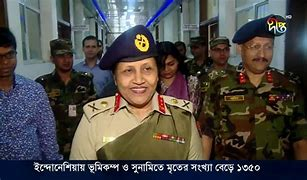 দীপ্ত
ইন্দোনেশিয়ায় ভূমিকম্প ও সুনামিতে মৃতের সংখ্যা বেড়ে ১৩৫০